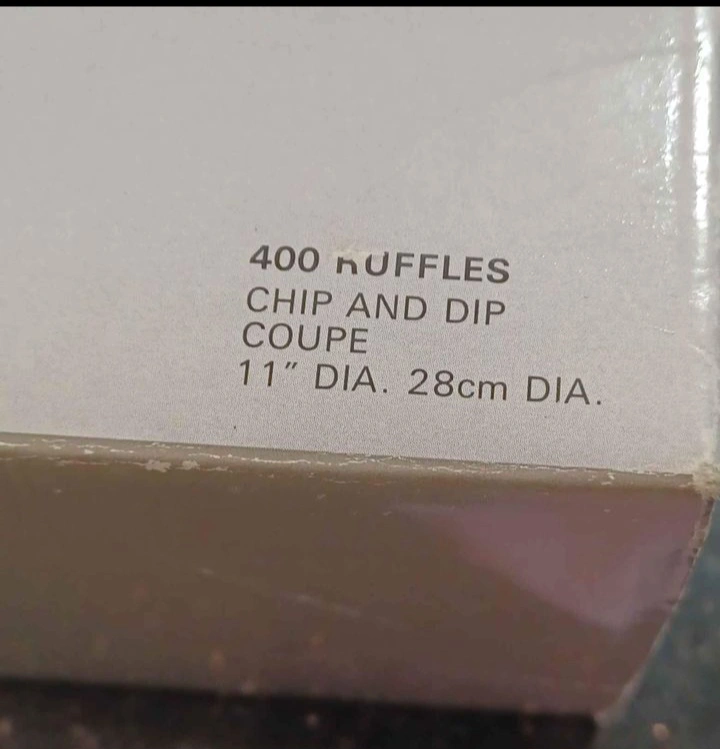 400 RUFFLES
CHIP AND DIP
COUPE
11" DIA. 28cm DIA.